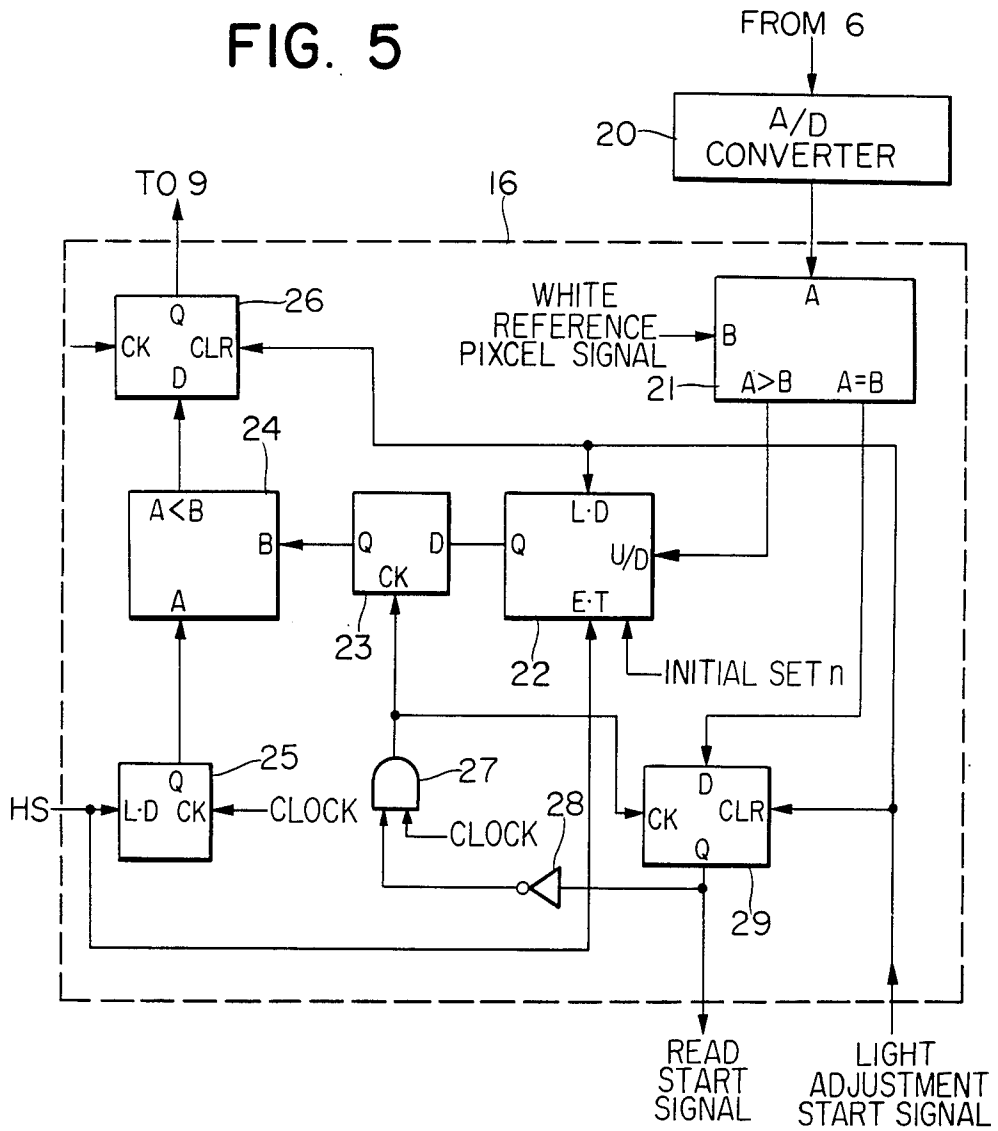 FIG. 5
FROM 6
20
A/D
CONVERTER
TO 9
16
26
Q
CK CLR
D
WHITE
REFERENCE
PIXCEL SIGNAL
A
B
21
A>B A=B
24
A<B
B
A
Q D
CK
23
L·D
Q
U/D
E·T
22
INITIAL SET n
25
Q
HS
L·D CK
CLOCK
27
CLOCK
28
D
CK CLR
Q
29
READ
START
SIGNAL
LIGHT
ADJUSTMENT
START SIGNAL